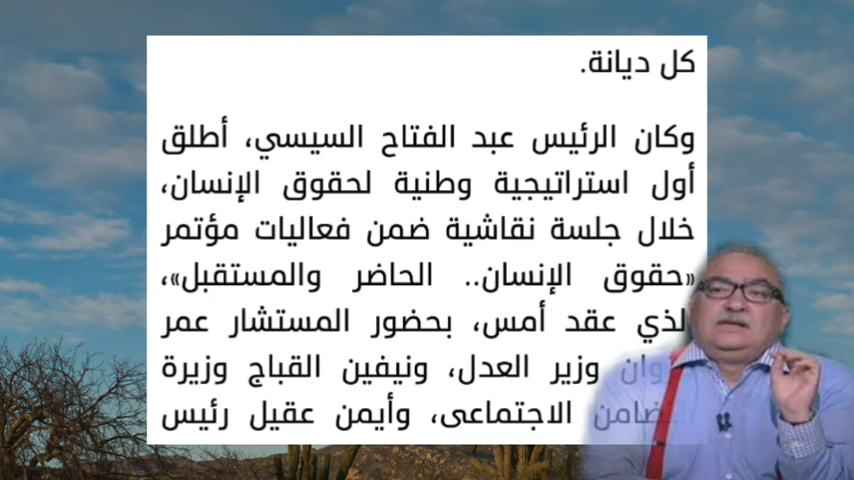 كل ديانة.
وكان الرئيس عبد الفتاح السيسي، أطلق
أول استراتيجية وطنية لحقوق الإنسان،
خلال جلسة نقاشية ضمن فعاليات مؤتمر
«حقوق الإنسان.. الحاضر والمستقبل»،
الذي عقد أمس، بحضور المستشار عمر
مروان وزير العدل، ونيفين القباج وزيرة
التضامن الاجتماعى، وأيمن عقيل رئيس